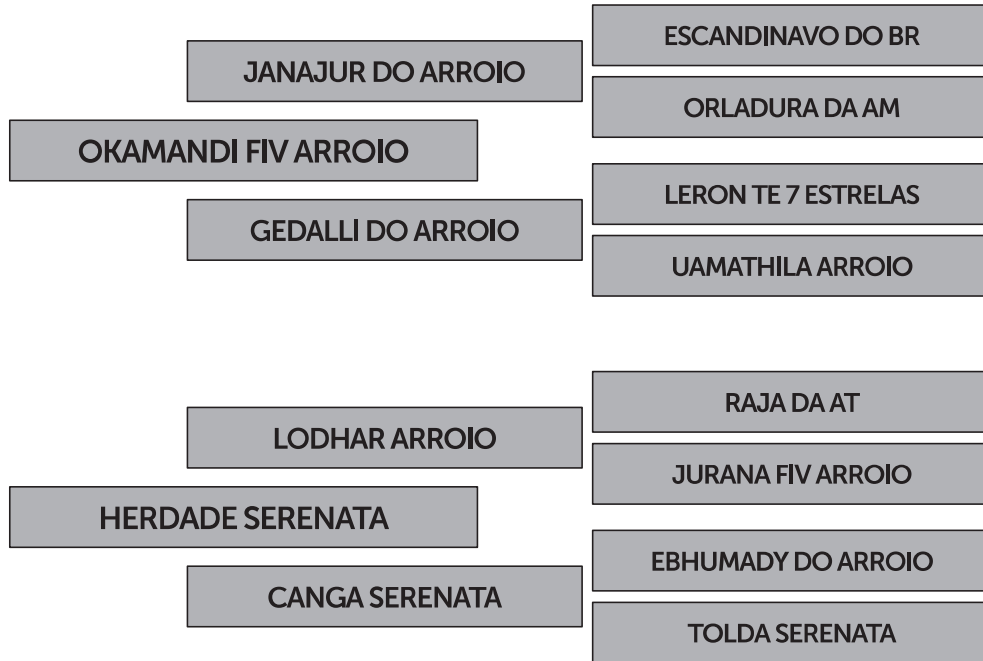 ESCANDINAVO DO BR
JANAJUR DO ARROIO
ORLADURA DA AM
OKAMANDI FIV ARROIO
LERON TE 7 ESTRELAS
GEDALLI DO ARROIO
UAMATHILA ARROIO
RAJA DA AT
LODHAR ARROIO
JURANA FIV ARROIO
HERDADE SERENATA
EBHUMADY DO ARROIO
CANGA SERENATA
TOLDA SERENATA